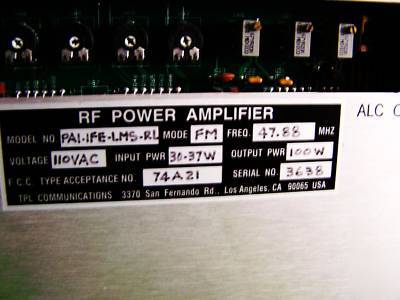 RF POWER AMPLIFIER
ALC
MODEL NO PA1-1FE-LMS-RL MODE FM FREQ. 47.88 MHZ
VOLTAGE 110VAC INPUT PWR 30-37W OUTPUT PWR 100W
F.C.C. TYPE ACCEPTANCE NO. 74A21 SERIAL NO. 3638
TPL COMMUNICATIONS 3370 San Fernando Rd., Los Angeles, CA 90065 USA